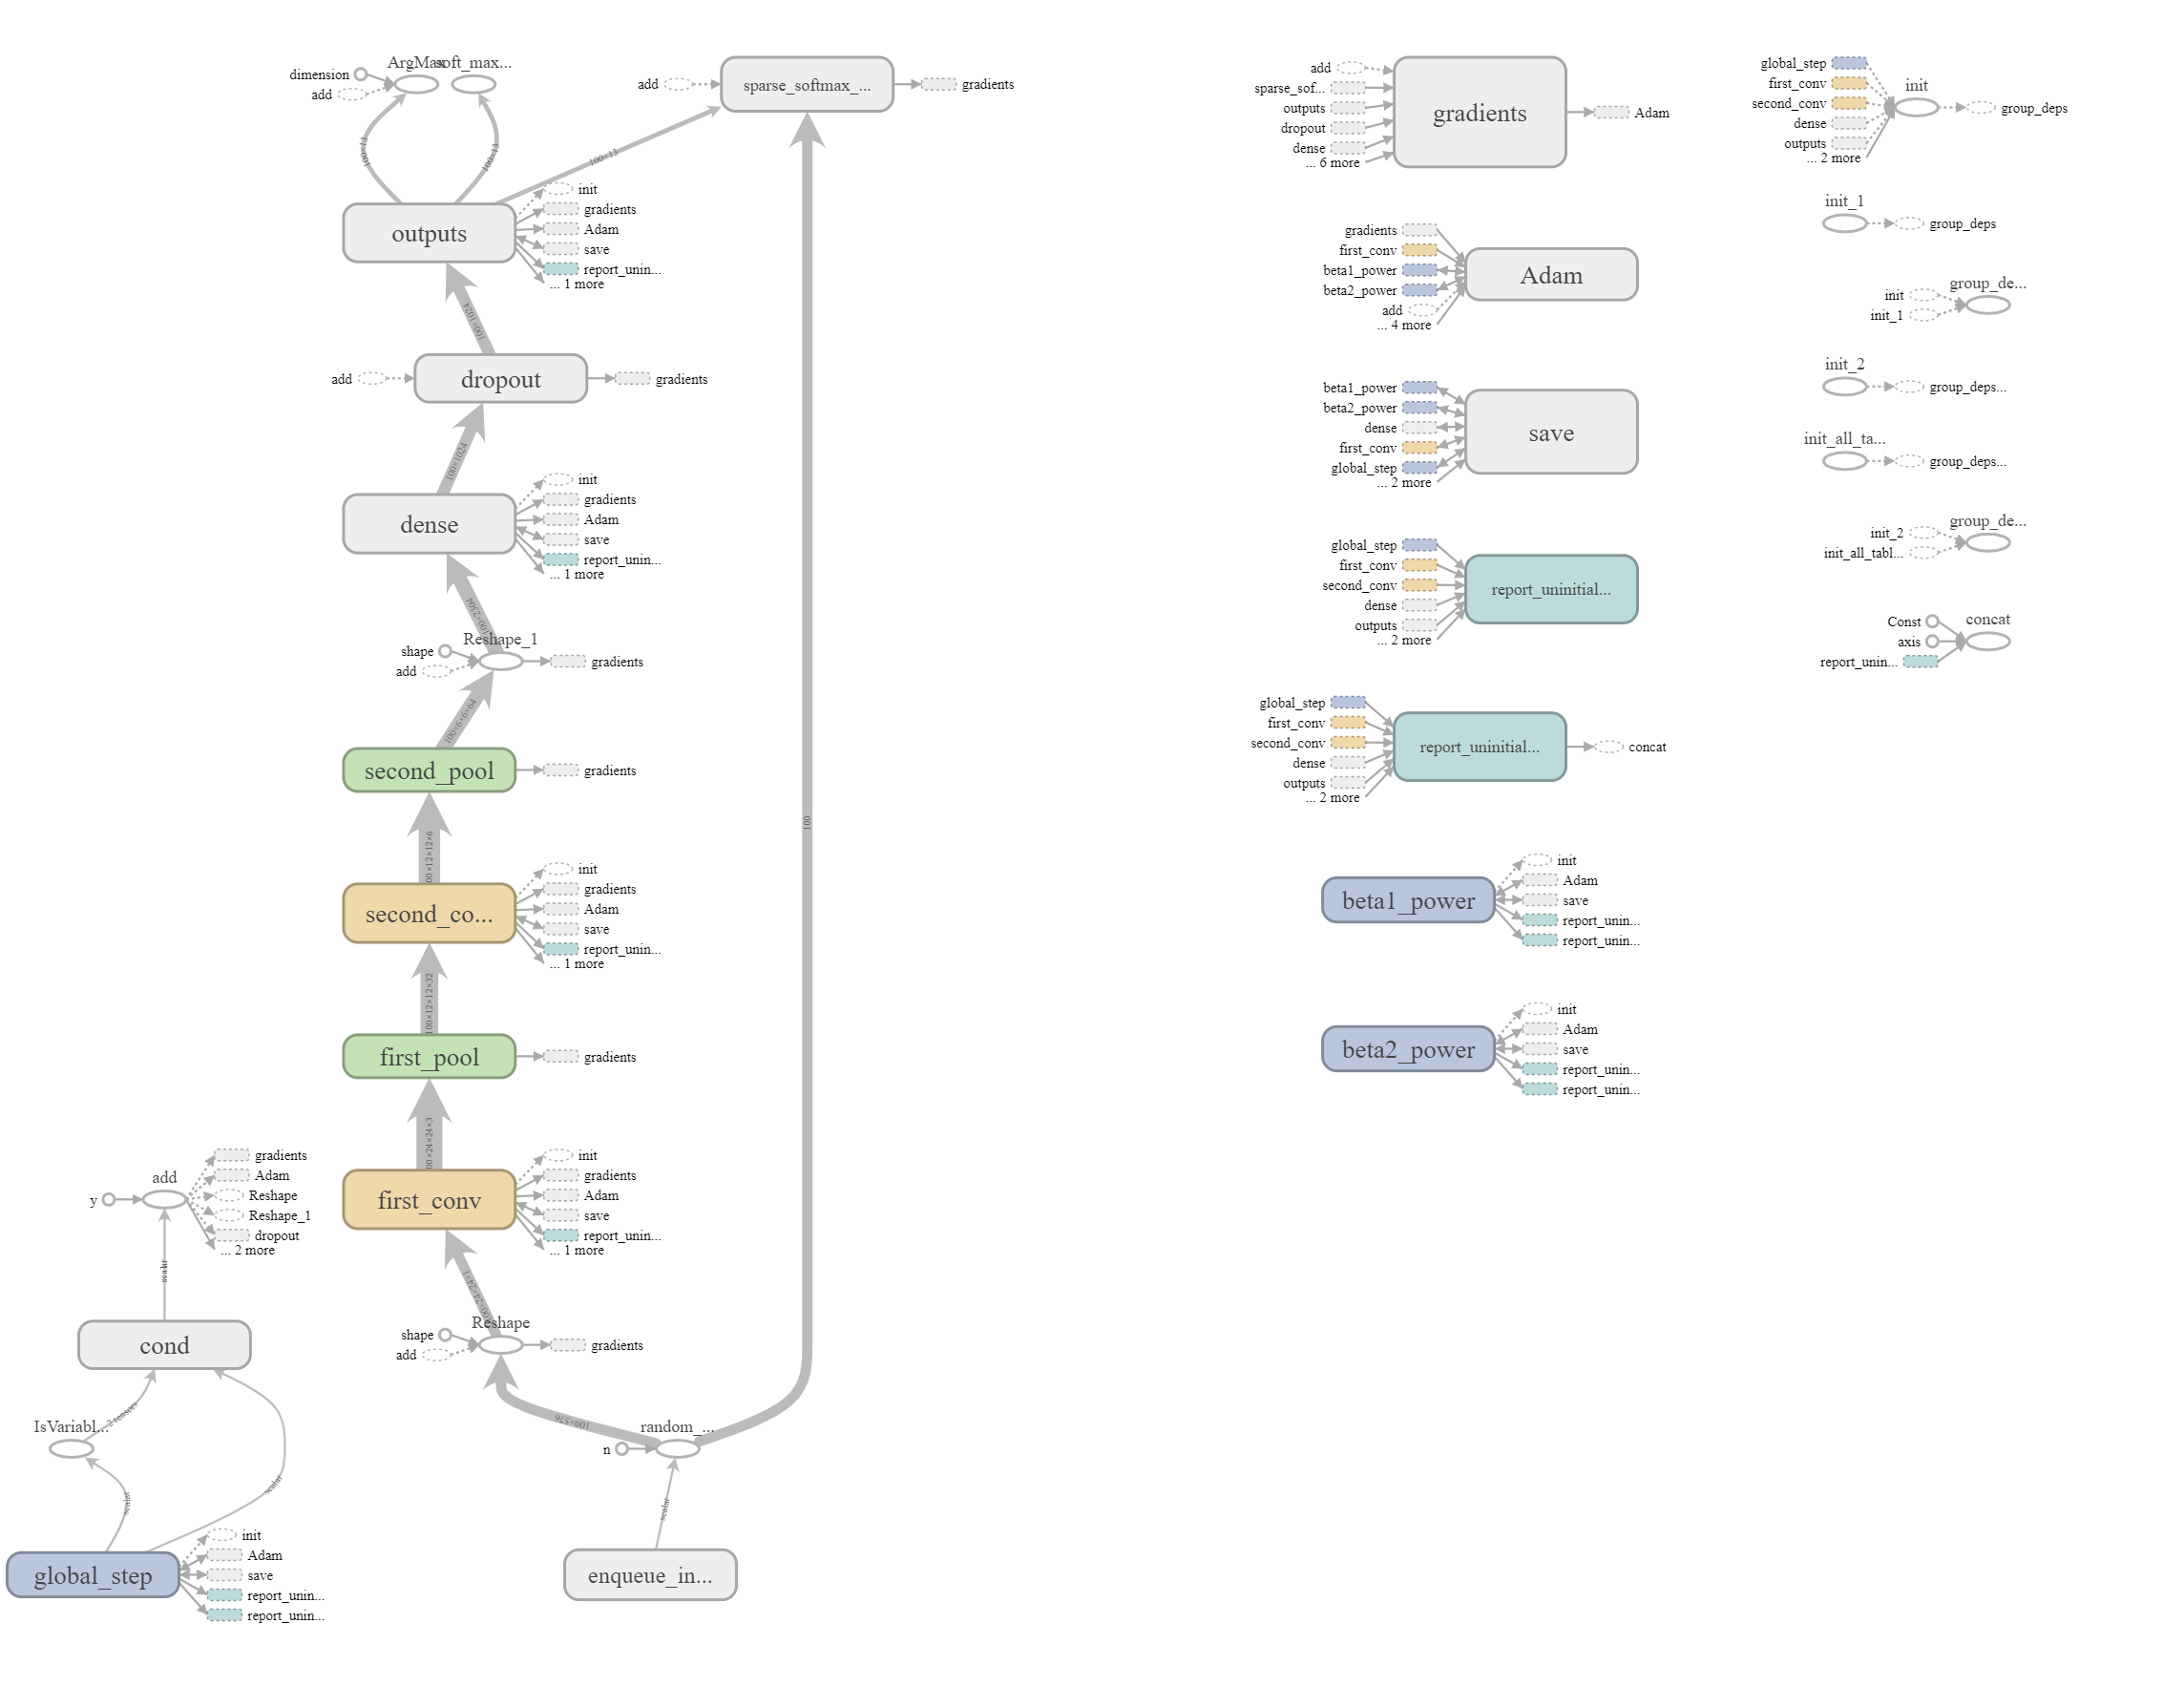 ArgMax
soft_max...
dimension
add
100×13
100×13
add
sparse_softmax_...
gradients
100×13
outputs
init
gradients
Adam
save
report_unin...
... 1 more
100×1024
add
dropout
gradients
100×1024
dense
init
gradients
Adam
save
report_unin...
... 1 more
100×2304
Reshape_1
shape
add
gradients
100×6×6×64
second_pool
gradients
00×12×12×6
second_co...
init
gradients
Adam
save
report_unin...
... 1 more
100×12×12×32
first_pool
gradients
00×24×24×3
first_conv
init
gradients
Adam
save
report_unin...
... 1 more
00×24×24×1
Reshape
shape
add
gradients
100×576
100
random_...
n
scalar
enqueue_in...
add
y
gradients
Adam
Reshape
Reshape_1
dropout
... 2 more
scalar
cond
IsVariabl...
2 tensors
scalar
scalar
global_step
init
Adam
save
report_unin...
report_unin...
add
sparse_sof...
outputs
dropout
dense
... 6 more
gradients
Adam
gradients
first_conv
beta1_power
beta2_power
add
... 4 more
Adam
beta1_power
beta2_power
dense
first_conv
global_step
... 2 more
save
global_step
first_conv
second_conv
dense
outputs
... 2 more
report_uninitial...
global_step
first_conv
second_conv
dense
outputs
... 2 more
report_uninitial...
concat
beta1_power
init
Adam
save
report_unin...
report_unin...
beta2_power
init
Adam
save
report_unin...
report_unin...
global_step
first_conv
second_conv
dense
outputs
... 2 more
init
group_deps
init_1
group_deps
group_de...
init
init_1
init_2
group_deps...
init_all_ta...
group_deps...
group_de...
init_2
init_all_tabl...
concat
Const
axis
report_unin...